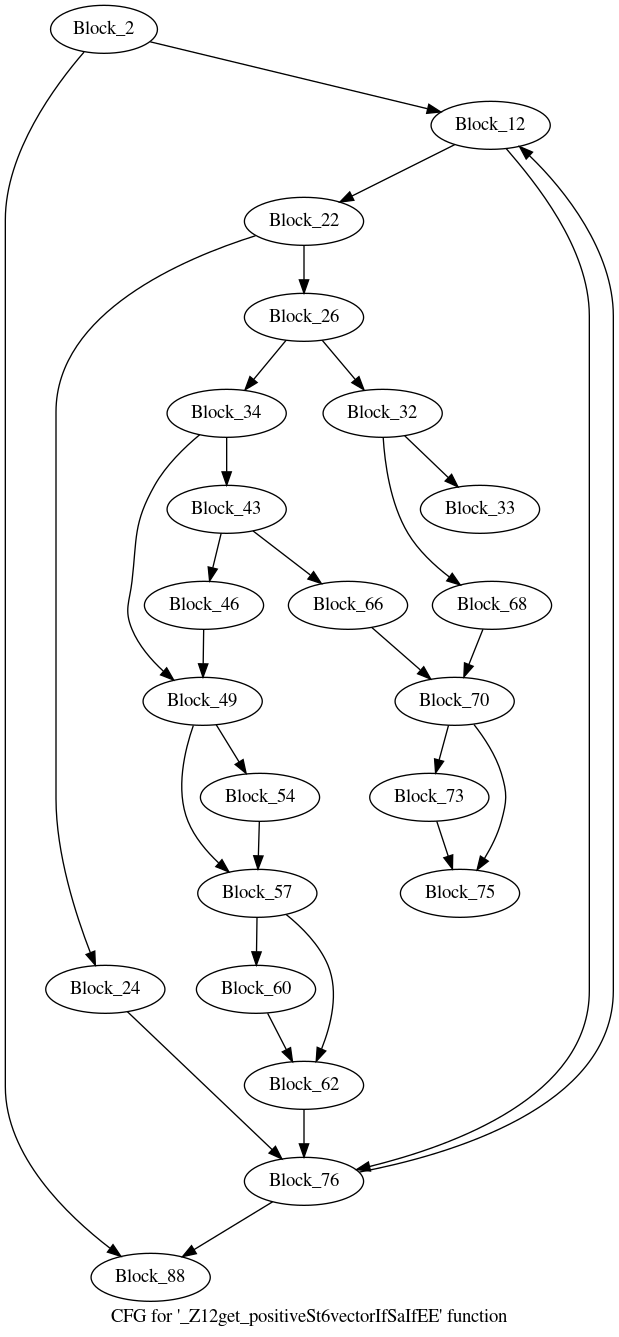 Block_2
Block_12
Block_22
Block_26
Block_34
Block_32
Block_43
Block_33
Block_46
Block_66
Block_68
Block_49
Block_70
Block_54
Block_73
Block_57
Block_75
Block_24
Block_60
Block_62
Block_76
Block_88
CFG for '_Z12get_positiveSt6vectorIfSaIfEE' function